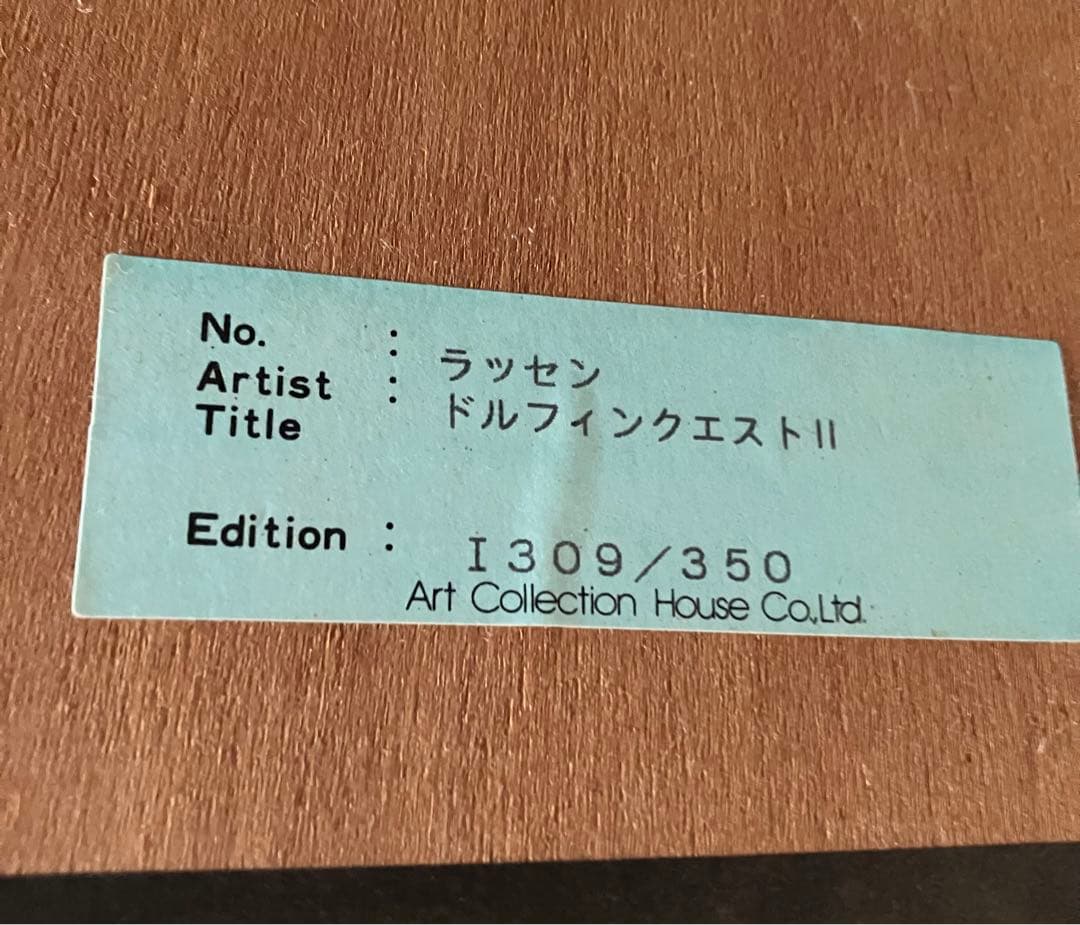 No. :
Artist : ラッセン
Title ドルフィンクエストII
Edition : I309/350
Art Collection House Co.,Ltd.